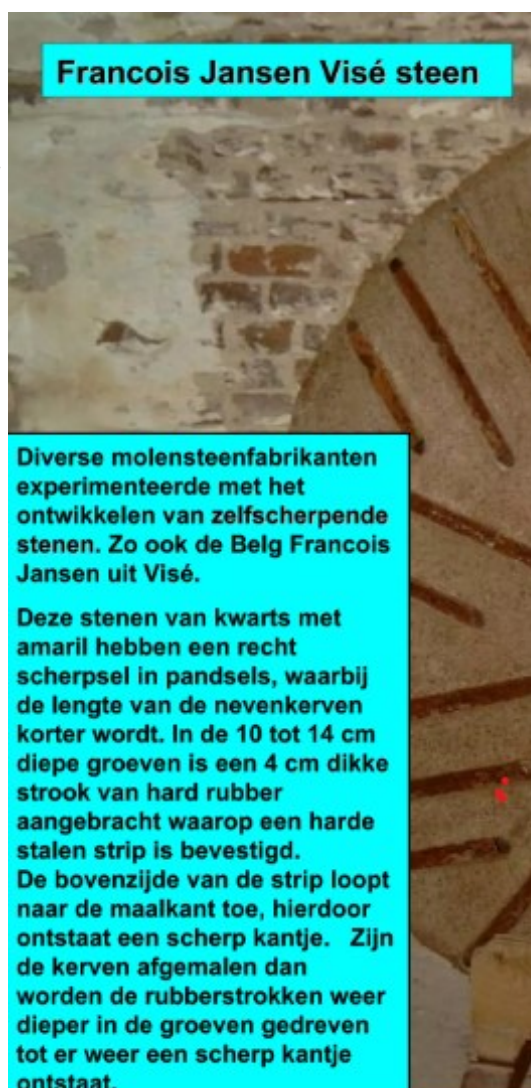 Francois Jansen Visé steen
Diverse molensteenfabrikanten
experimenteerde met het
ontwikkelen van zelfscherpende
stenen. Zo ook de Belg Francois
Jansen uit Visé.
Deze stenen van kwarts met
amaril hebben een recht
scherpsel in pandsels, waarbij
de lengte van de nevenkerven
korter wordt. In de 10 tot 14 cm
diepe groeven is een 4 cm dikke
strook van hard rubber
aangebracht waarop een harde
stalen strip is bevestigd.
De bovenzijde van de strip loopt
naar de maalkant toe, hierdoor
ontstaat een scherp kantje. Zijn
de kerven afgemalen dan
worden de rubberstrokken weer
dieper in de groeven gedreven
tot er weer een scherp kantje
ontstaat.